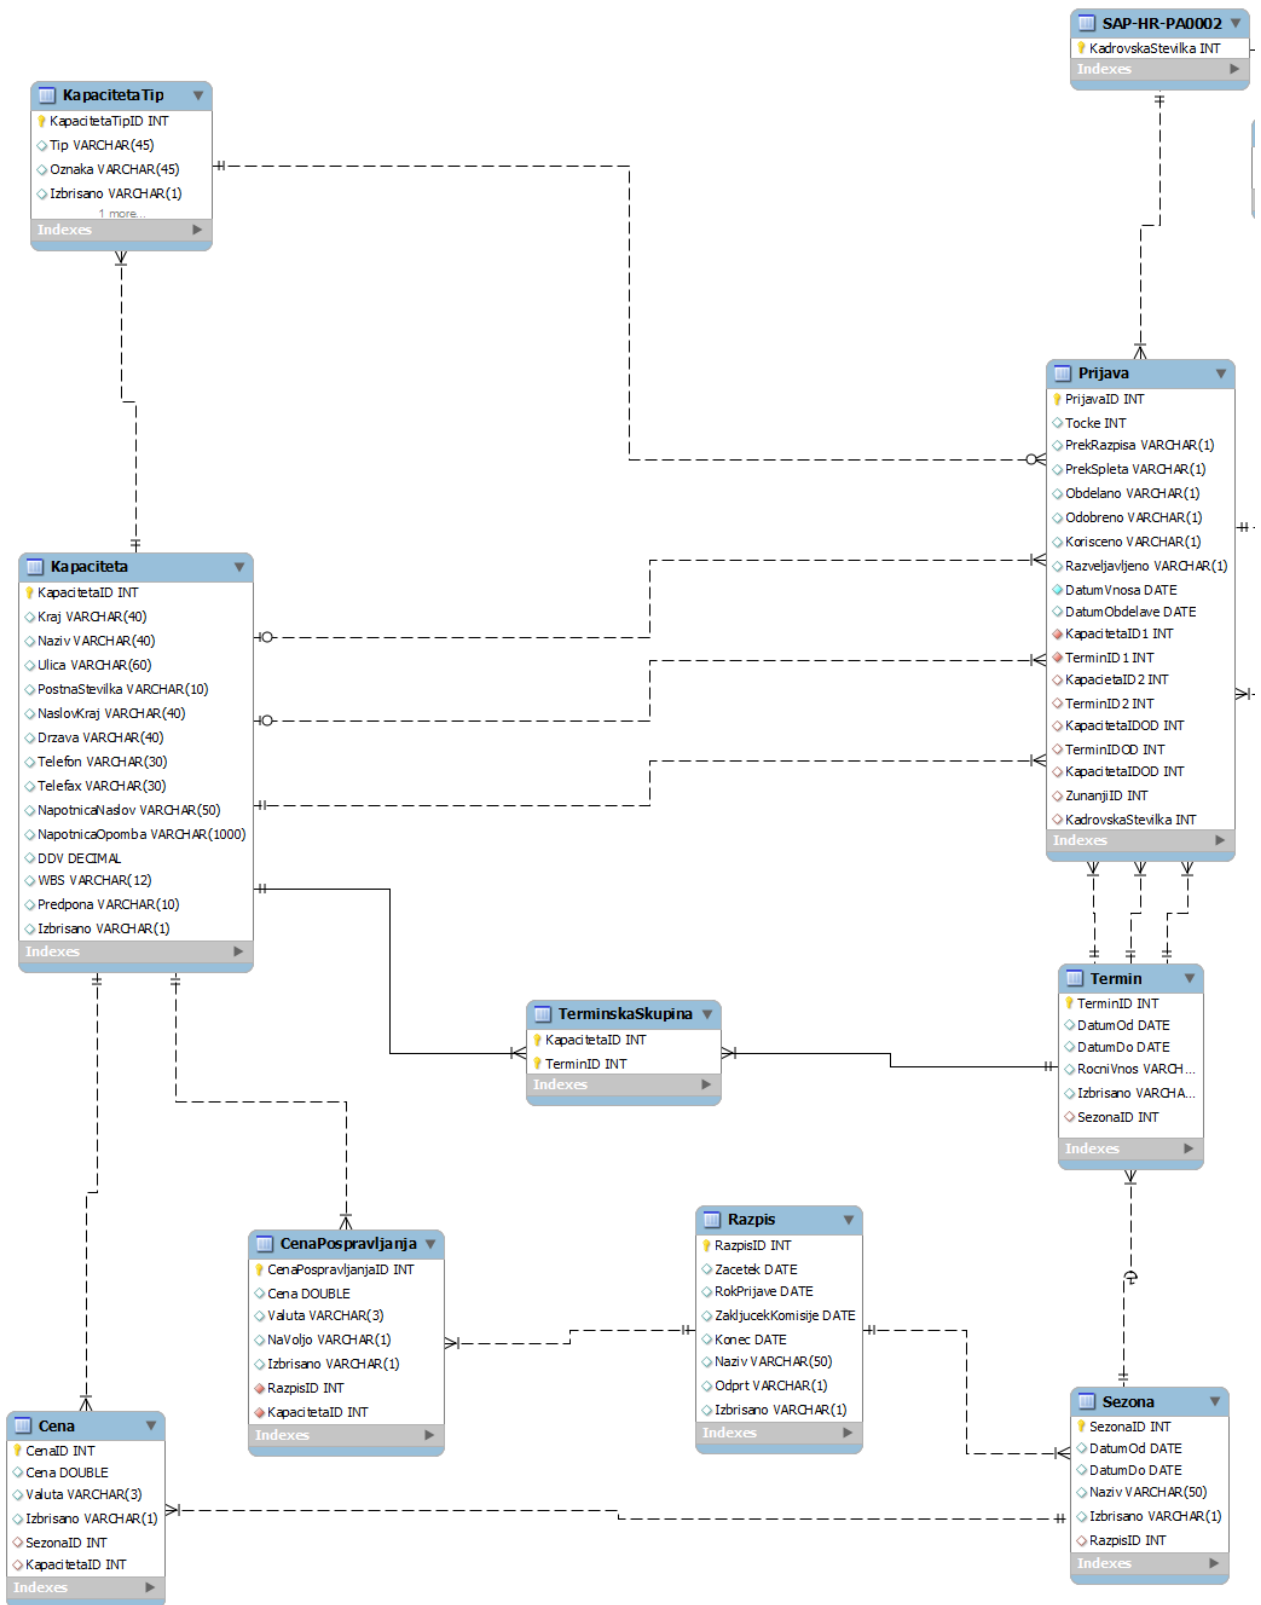 SAP-HR-PA0002
KadrovskaStevilka INT
Indexes
KapacitetaTip
KapacitetaTipID INT
Tip VARCHAR(45)
Oznaka VARCHAR(45)
Izbrisano VARCHAR(1)
1 more...
Indexes
Prijava
PrijavaID INT
Tocke INT
PrekRazpisa VARCHAR(1)
PrekSpleta VARCHAR(1)
Obdelano VARCHAR(1)
Odobreno VARCHAR(1)
Korisceno VARCHAR(1)
Razveljavljeno VARCHAR(1)
DatumVnosa DATE
DatumObdelave DATE
KapacitetaID1 INT
TerminID1 INT
KapacietaID2 INT
TerminID2 INT
KapacitetaIDOD INT
TerminIDOD INT
KapacitetaIDOD INT
ZunanjiID INT
KadrovskaStevilka INT
Indexes
Kapaciteta
KapacitetaID INT
Kraj VARCHAR(40)
Naziv VARCHAR(40)
Ulica VARCHAR(60)
PostnaStevilka VARCHAR(10)
NaslovKraj VARCHAR(40)
Drzava VARCHAR(40)
Telefon VARCHAR(30)
Telefax VARCHAR(30)
NapotnicaNaslov VARCHAR(50)
NapotnicaOpomba VARCHAR(1000)
DDV DECIMAL
WBS VARCHAR(12)
Predpona VARCHAR(10)
Izbrisano VARCHAR(1)
Indexes
TerminskaSkupina
KapacitetaID INT
TerminID INT
Indexes
Termin
TerminID INT
DatumOd DATE
DatumDo DATE
RocniVnos VARCH...
Izbrisano VARCHA...
SezonaID INT
Indexes
CenaPospravljanja
CenaPospravljanjaID INT
Cena DOUBLE
Valuta VARCHAR(3)
NaVoljo VARCHAR(1)
Izbrisano VARCHAR(1)
RazpisID INT
KapacitetaID INT
Indexes
Razpis
RazpisID INT
Zacetek DATE
RokPrijave DATE
ZakljucekKomisije DATE
Konec DATE
Naziv VARCHAR(50)
Odprt VARCHAR(1)
Izbrisano VARCHAR(1)
Indexes
Cena
CenaID INT
Cena DOUBLE
Valuta VARCHAR(3)
Izbrisano VARCHAR(1)
SezonaID INT
KapacitetaID INT
Indexes
Sezona
SezonaID INT
DatumOd DATE
DatumDo DATE
Naziv VARCHAR(50)
Izbrisano VARCHAR(1)
RazpisID INT
Indexes